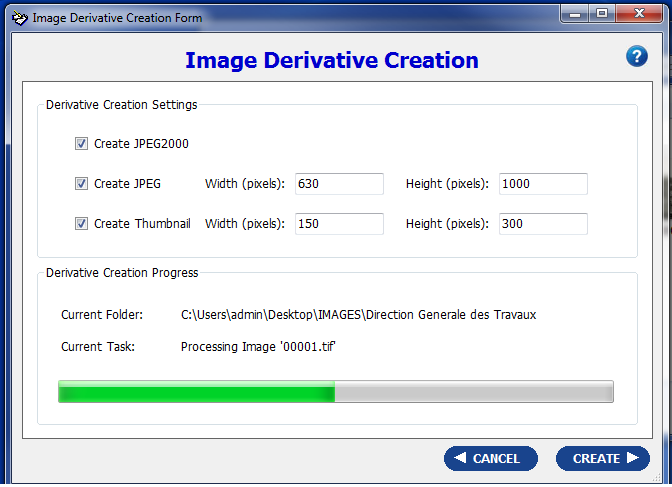 Image Derivative Creation Form
Image Derivative Creation
?
Derivative Creation Settings
Create JPEG2000
Create JPEG Width (pixels): 630 Height (pixels): 1000
Create Thumbnail Width (pixels): 150 Height (pixels): 300
Derivative Creation Progress
Current Folder: C:\Users\admin\Desktop\IMAGES\Direction Generale des Travaux
Current Task: Processing Image '00001.tif'
CANCEL CREATE